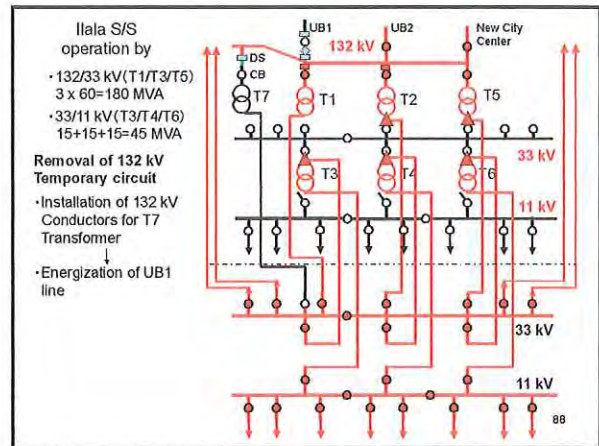 Ilala S/S
operation by
・132/33 kV(T1/T3/T5)
3 x 60=180 MVA
・33/11 kV(T3/T4/T6)
15+15+15=45 MVA
Removal of 132 kV
Temporary circuit
・Installation of 132 kV
Conductors for T7
Transformer
・Energization of UB1
line
UB1
UB2
New City
Center
132 kV
DS
CB
T7
T1
T2
T5
33 kV
T3
T4
T6
11 kV
33 kV
11 kV
88